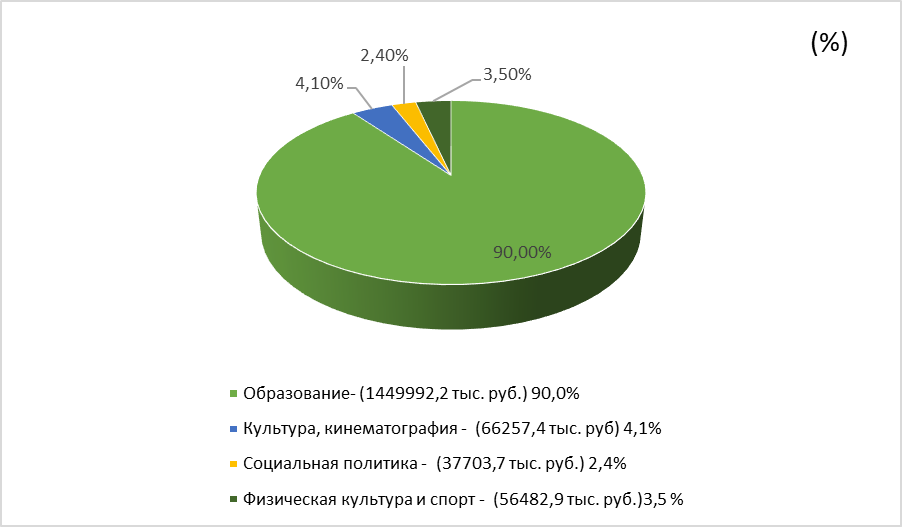 (%)
2,40%
3,50%
4,10%
90,00%
Образование- (1449992,2 тыс. руб.) 90,0%
Культура, кинематография - (66257,4 тыс. руб) 4,1%
Социальная политика - (37703,7 тыс. руб.) 2,4%
Физическая культура и спорт - (56482,9 тыс. руб.)3,5 %